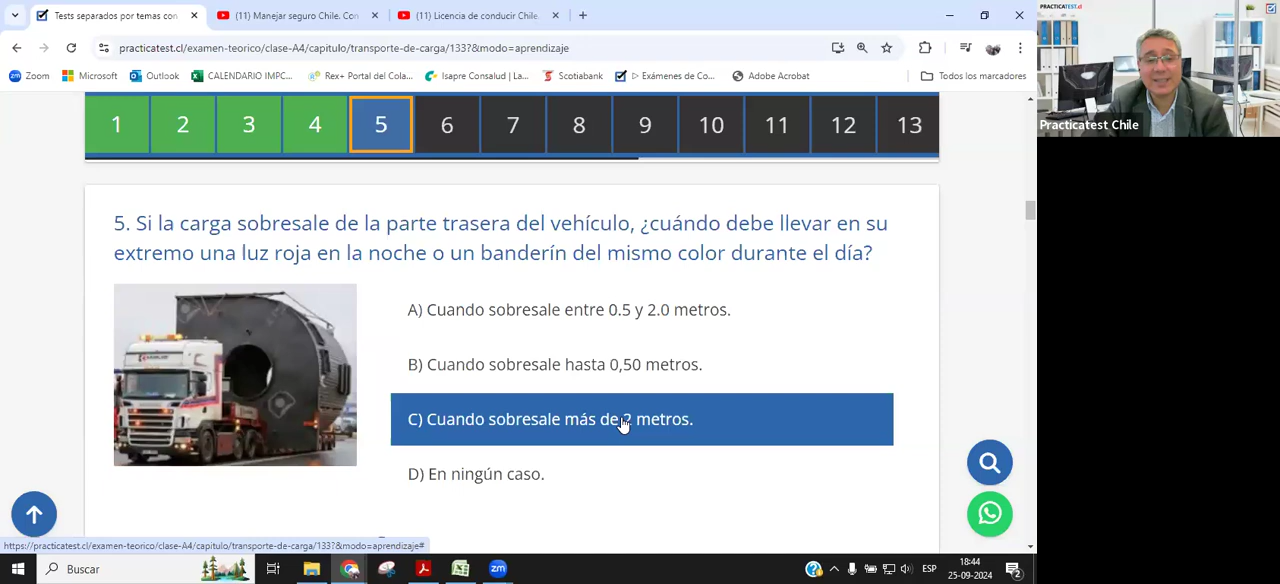 Tests separados por temas con
(11) Manejar seguro Chile. Con
(11) Licencia de conducir Chile.
practicatest.cl/examen-teorico/clase-A4/capitulo/transporte-de-carga/133?&modo=aprendizaje
Zoom
Microsoft
Outlook
CALENDARIO IMPC...
Rex+ Portal del Cola...
Isapre Consalud | La...
Scotiabank
▷ Exámenes de Co...
Adobe Acrobat
Todos los marcadores
PRACTICATEST.cl
Practicatest Chile
1 2 3 4 5 6 7 8 9 10 11 12 13
5. Si la carga sobresale de la parte trasera del vehículo, ¿cuándo debe llevar en su
extremo una luz roja en la noche o un banderín del mismo color durante el día?
A) Cuando sobresale entre 0.5 y 2.0 metros.
B) Cuando sobresale hasta 0,50 metros.
C) Cuando sobresale más de 2 metros.
D) En ningún caso.
https://practicatest.cl/examen-teorico/clase-A4/capitulo/transporte-de-carga/133?&modo=aprendizaje#
Buscar
ESP
18:44
25-09-2024
2